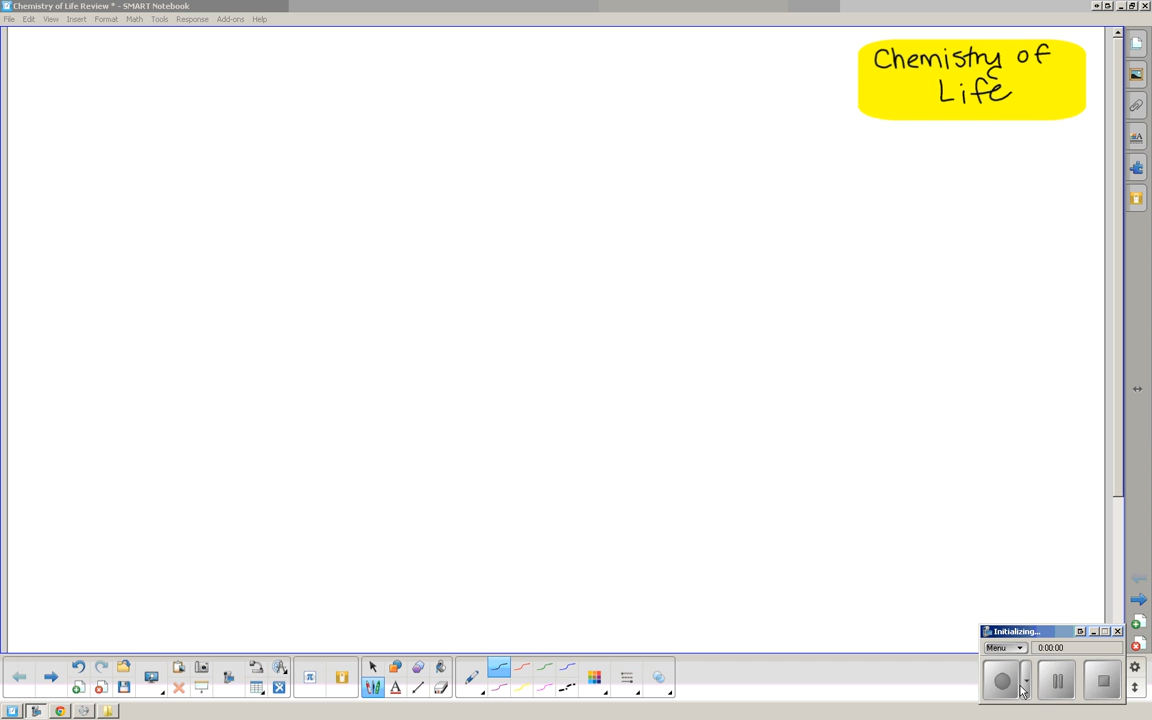 Chemistry of Life Review * - SMART Notebook
File Edit View Insert Format Math Tools Response Add-ons Help
Chemistry of
Life
Initializing...
Menu 0:00:00